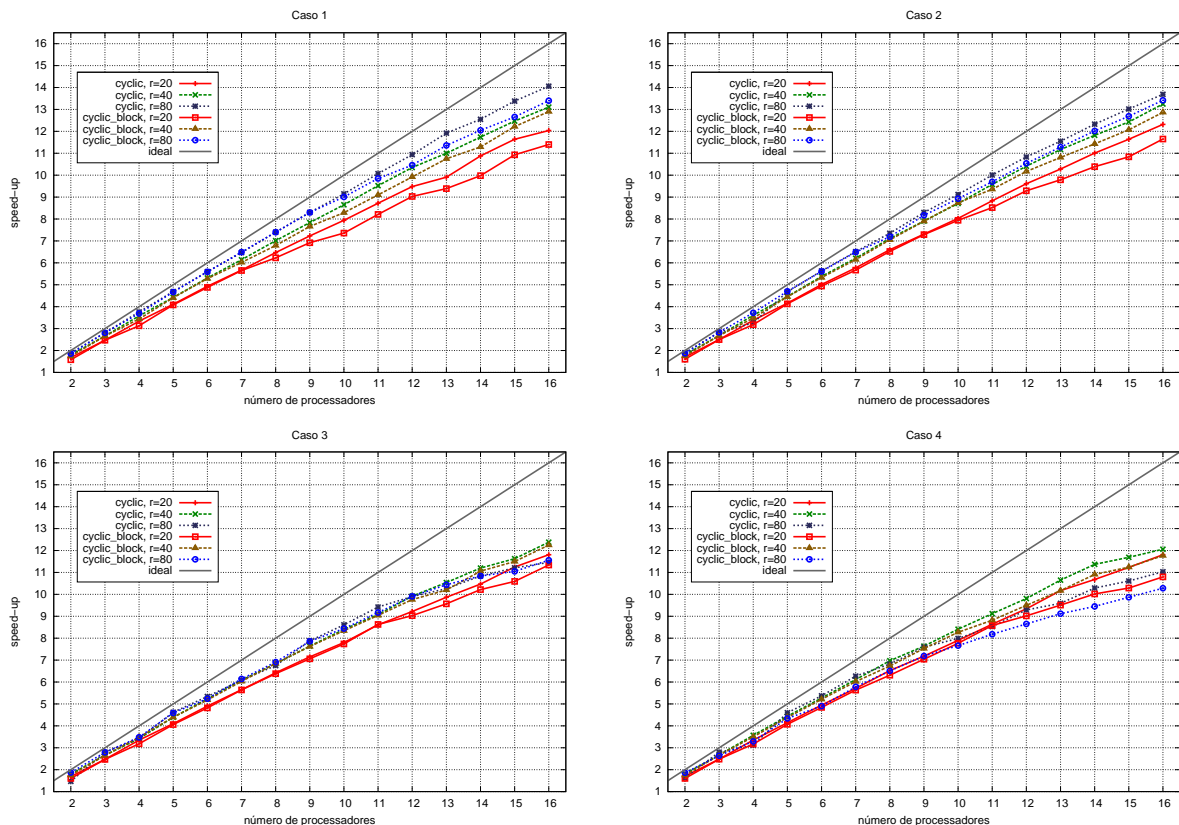 Caso 1
speed-up
16
15
14
13
12
11
10
9
8
7
6
5
4
3
2
1
cyclic, r=20
cyclic, r=40
cyclic, r=80
cyclic_block, r=20
cyclic_block, r=40
cyclic_block, r=80
ideal
2 3 4 5 6 7 8 9 10 11 12 13 14 15 16
número de processadores
Caso 2
speed-up
16
15
14
13
12
11
10
9
8
7
6
5
4
3
2
1
cyclic, r=20
cyclic, r=40
cyclic, r=80
cyclic_block, r=20
cyclic_block, r=40
cyclic_block, r=80
ideal
2 3 4 5 6 7 8 9 10 11 12 13 14 15 16
número de processadores
Caso 3
speed-up
16
15
14
13
12
11
10
9
8
7
6
5
4
3
2
1
cyclic, r=20
cyclic, r=40
cyclic, r=80
cyclic_block, r=20
cyclic_block, r=40
cyclic_block, r=80
ideal
2 3 4 5 6 7 8 9 10 11 12 13 14 15 16
número de processadores
Caso 4
speed-up
16
15
14
13
12
11
10
9
8
7
6
5
4
3
2
1
cyclic, r=20
cyclic, r=40
cyclic, r=80
cyclic_block, r=20
cyclic_block, r=40
cyclic_block, r=80
ideal
2 3 4 5 6 7 8 9 10 11 12 13 14 15 16
número de processadores